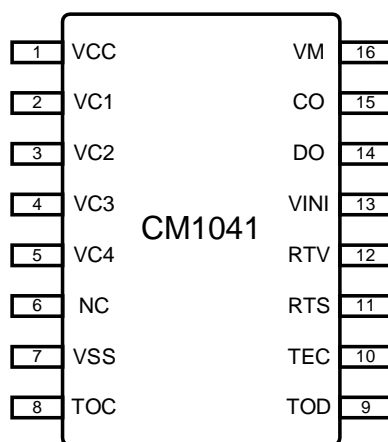 1 VCC VM 16
2 VC1 CO 15
3 VC2 DO 14
4 VC3 VINI 13
CM1041
5 VC4 RTV 12
6 NC RTS 11
7 VSS TEC 10
8 TOC TOD 9